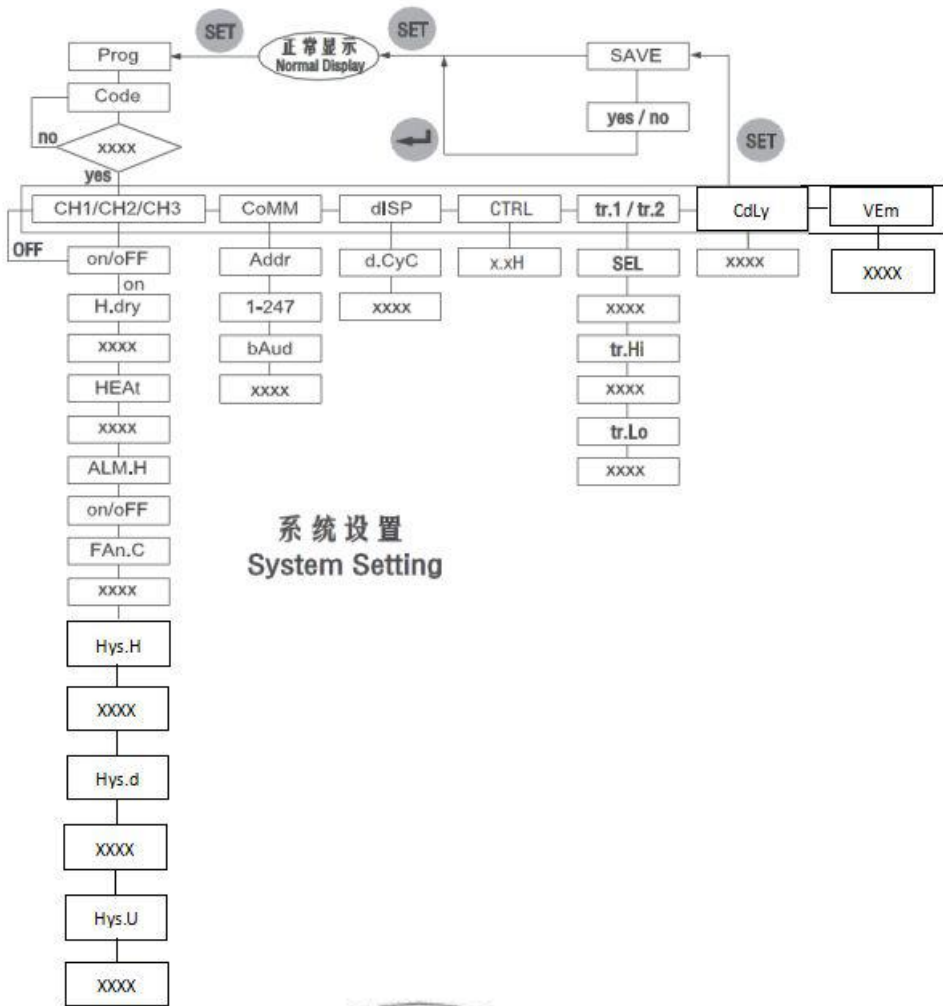 SET
正常显示
Normal Display
SET
Prog
SAVE
Code
yes / no
no
xxxx
SET
yes
CH1/CH2/CH3
CoMM
dISP
CTRL
tr.1 / tr.2
CdLy
VEm
OFF
on/oFF
Addr
d.CyC
x.xH
SEL
xxxx
XXXX
on
H.dry
1-247
xxxx
xxxx
xxxx
bAud
tr.Hi
HEAt
xxxx
xxxx
xxxx
tr.Lo
ALM.H
xxxx
on/oFF
FAn.C
xxxx
系统设置
System Setting
Hys.H
XXXX
Hys.d
XXXX
Hys.U
XXXX